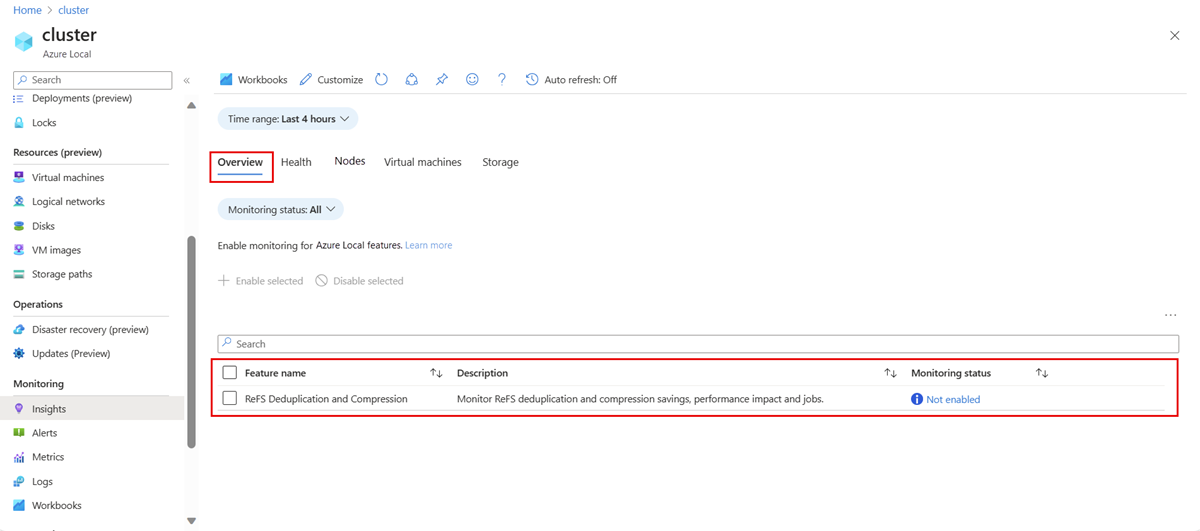 Home > cluster
cluster
Azure Local
Search
«
Deployments (preview)
Locks
Resources (preview)
Virtual machines
Logical networks
Disks
VM images
Storage paths
Operations
Disaster recovery (preview)
Updates (Preview)
Monitoring
Insights
Alerts
Metrics
Logs
Workbooks
Workbooks Customize ? Auto refresh: Off
Time range: Last 4 hours
Overview Health Nodes Virtual machines Storage
Monitoring status: All
Enable monitoring for Azure Local features. Learn more
Enable selected Disable selected
...
Search
Feature name Description Monitoring status
ReFS Deduplication and Compression Monitor ReFS deduplication and compression savings, performance impact and jobs. Not enabled